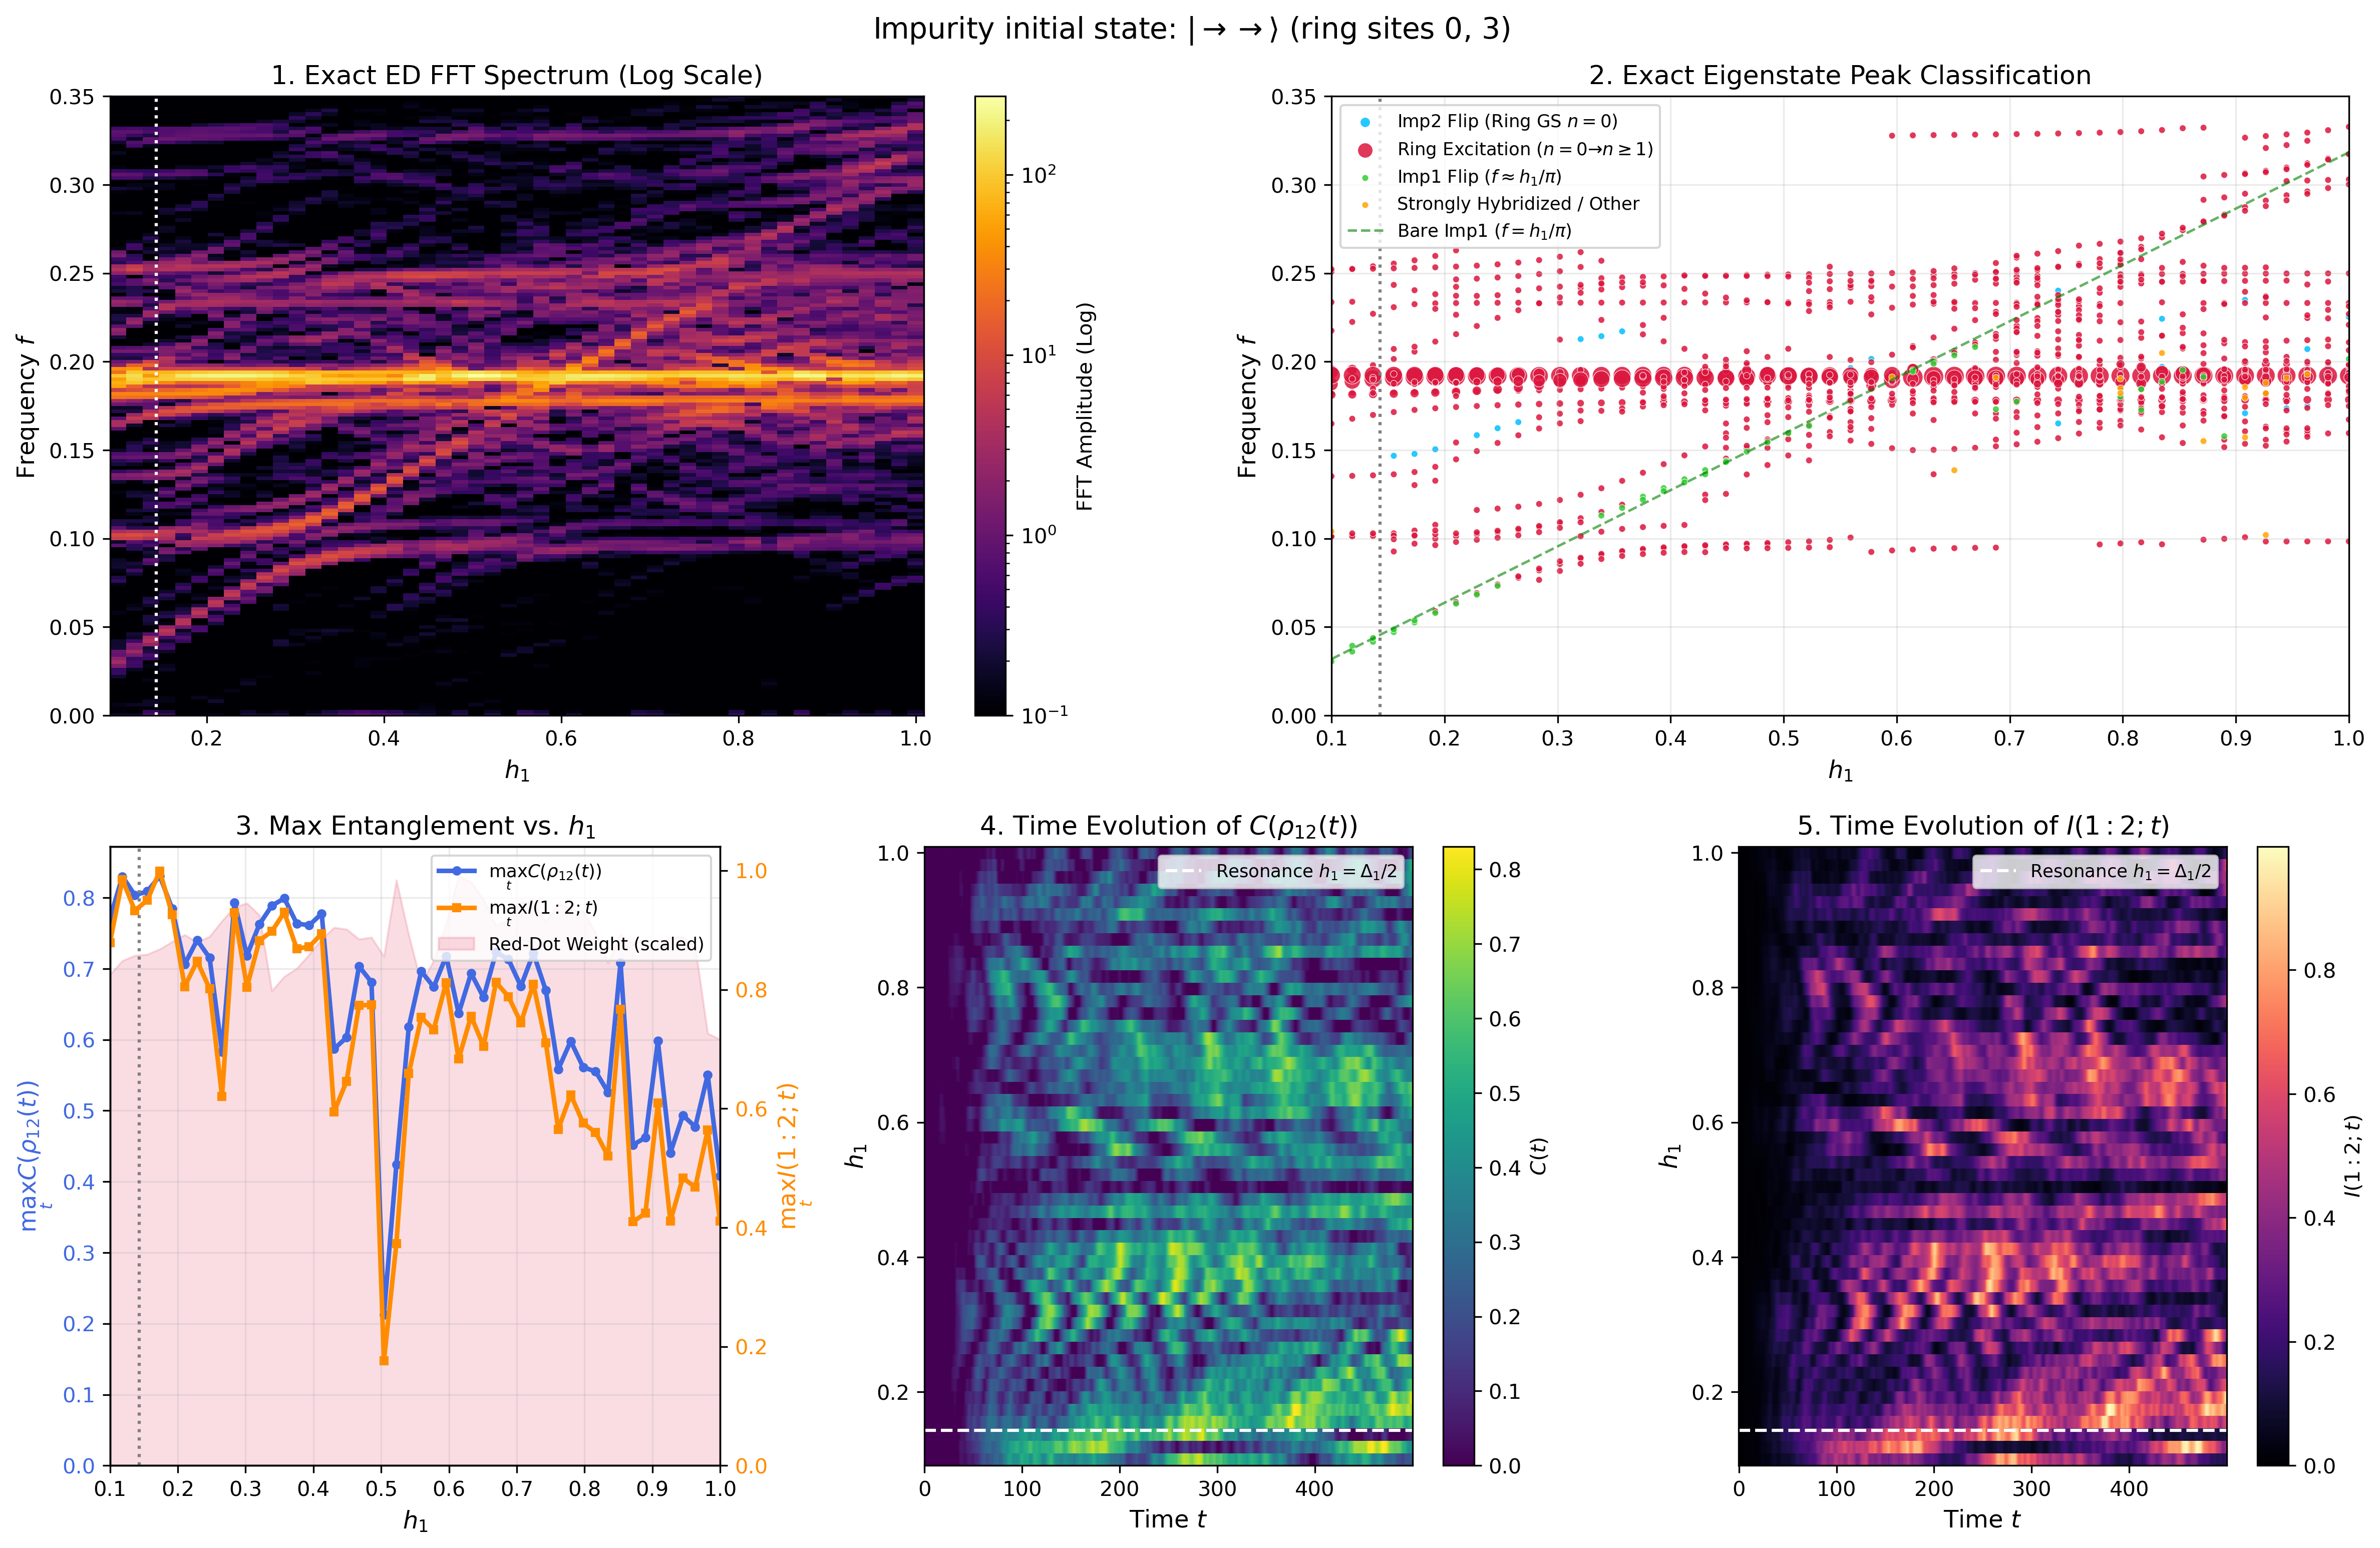 Impurity initial state: |→→⟩ (ring sites 0, 3)
1. Exact ED FFT Spectrum (Log Scale)
0.35
0.30
0.25
0.20
0.15
0.10
0.05
0.00
Frequency f
0.2 0.4 0.6 0.8 1.0
h₁
10²
10¹
10⁰
10⁻¹
FFT Amplitude (Log)
2. Exact Eigenstate Peak Classification
Imp2 Flip (Ring GS n = 0)
Ring Excitation (n = 0→n ≥ 1)
Imp1 Flip (f ≈ h₁/π)
Strongly Hybridized / Other
Bare Imp1 (f = h₁/π)
0.35
0.30
0.25
0.20
0.15
0.10
0.05
0.00
Frequency f
0.1 0.2 0.3 0.4 0.5 0.6 0.7 0.8 0.9 1.0
h₁
3. Max Entanglement vs. h₁
max C(ρ₁₂(t))
t
max I(1 : 2; t)
t
Red-Dot Weight (scaled)
0.8
0.7
0.6
0.5
0.4
0.3
0.2
0.1
0.0
max C(ρ₁₂(t))
t
1.0
0.8
0.6
0.4
0.2
0.0
max I(1 : 2; t)
t
0.1 0.2 0.3 0.4 0.5 0.6 0.7 0.8 0.9 1.0
h₁
4. Time Evolution of C(ρ₁₂(t))
Resonance h₁ = Δ₁/2
1.0
0.8
0.6
0.4
0.2
h₁
0 100 200 300 400
Time t
0.8
0.7
0.6
0.5
0.4
0.3
0.2
0.1
0.0
C(t)
5. Time Evolution of I(1 : 2; t)
Resonance h₁ = Δ₁/2
1.0
0.8
0.6
0.4
0.2
h₁
0 100 200 300 400
Time t
0.8
0.6
0.4
0.2
0.0
I(1 : 2; t)